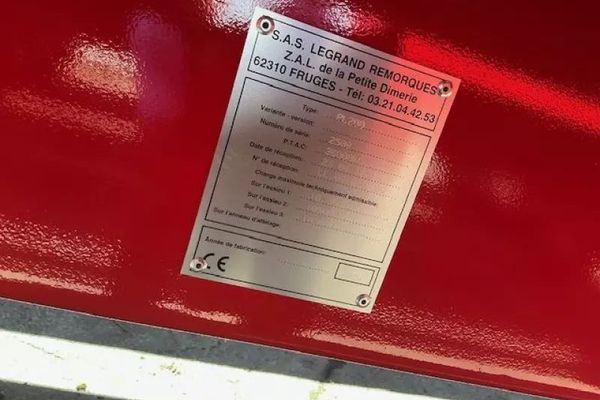 S.A.S. LEGRAND REMORQUES
Z.A.L. de la Petite Dimerie
62310 FRUGES - Tél: 03.21.04.42.53
Type:
Variante - version:
Numéro de série:
P.T.A.C:
Date de réception:
N° de réception:
Charge maximale techniquement admissible:
Sur l'essieu 1:
Sur l'essieu 2:
Sur l'essieu 3:
Sur l'anneau d'attelage:
Année de fabrication:
CE